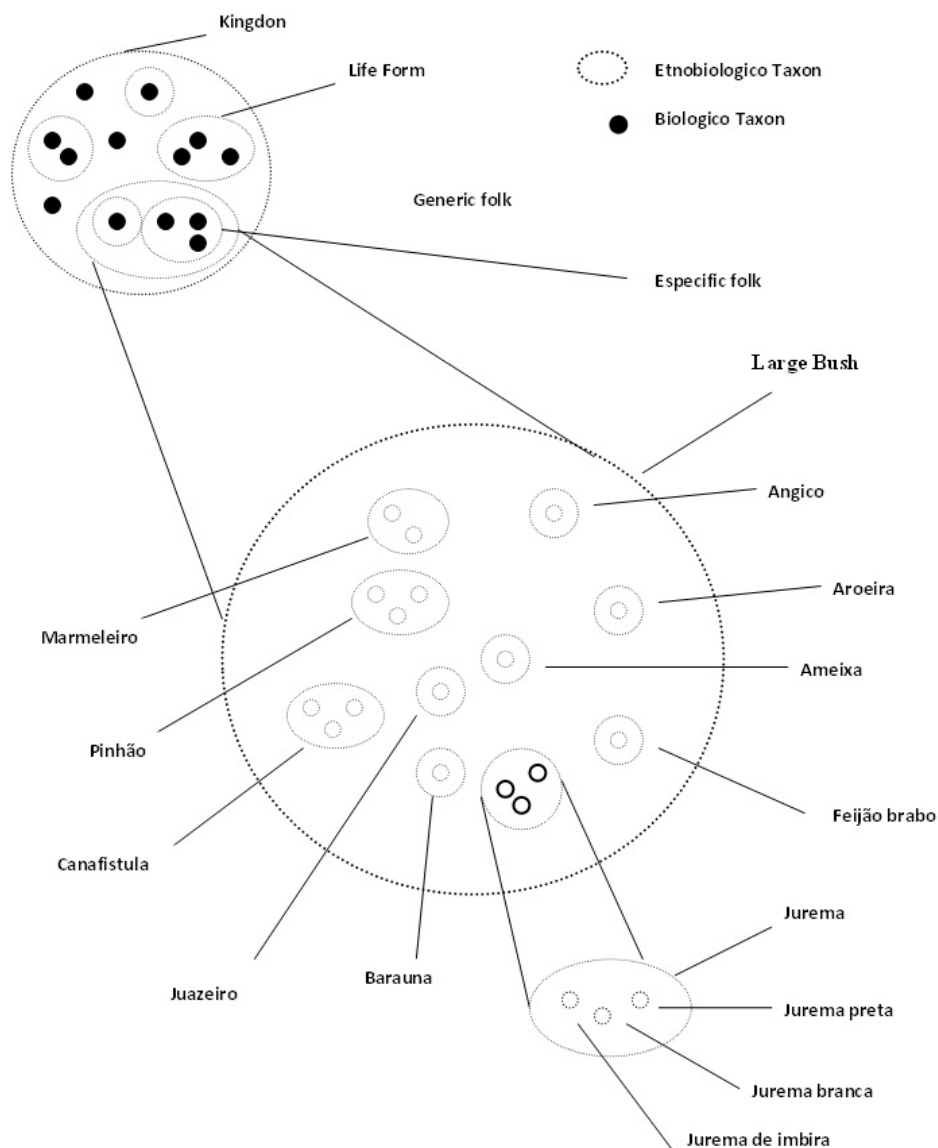 Kingdon
Life Form
Etnobiologico Taxon
Biologico Taxon
Generic folk
Especific folk
Large Bush
Angico
Aroeira
Marmeleiro
Ameixa
Pinhão
Feijão brabo
Canafistula
Jurema
Barauna
Juazeiro
Jurema preta
Jurema branca
Jurema de imbira